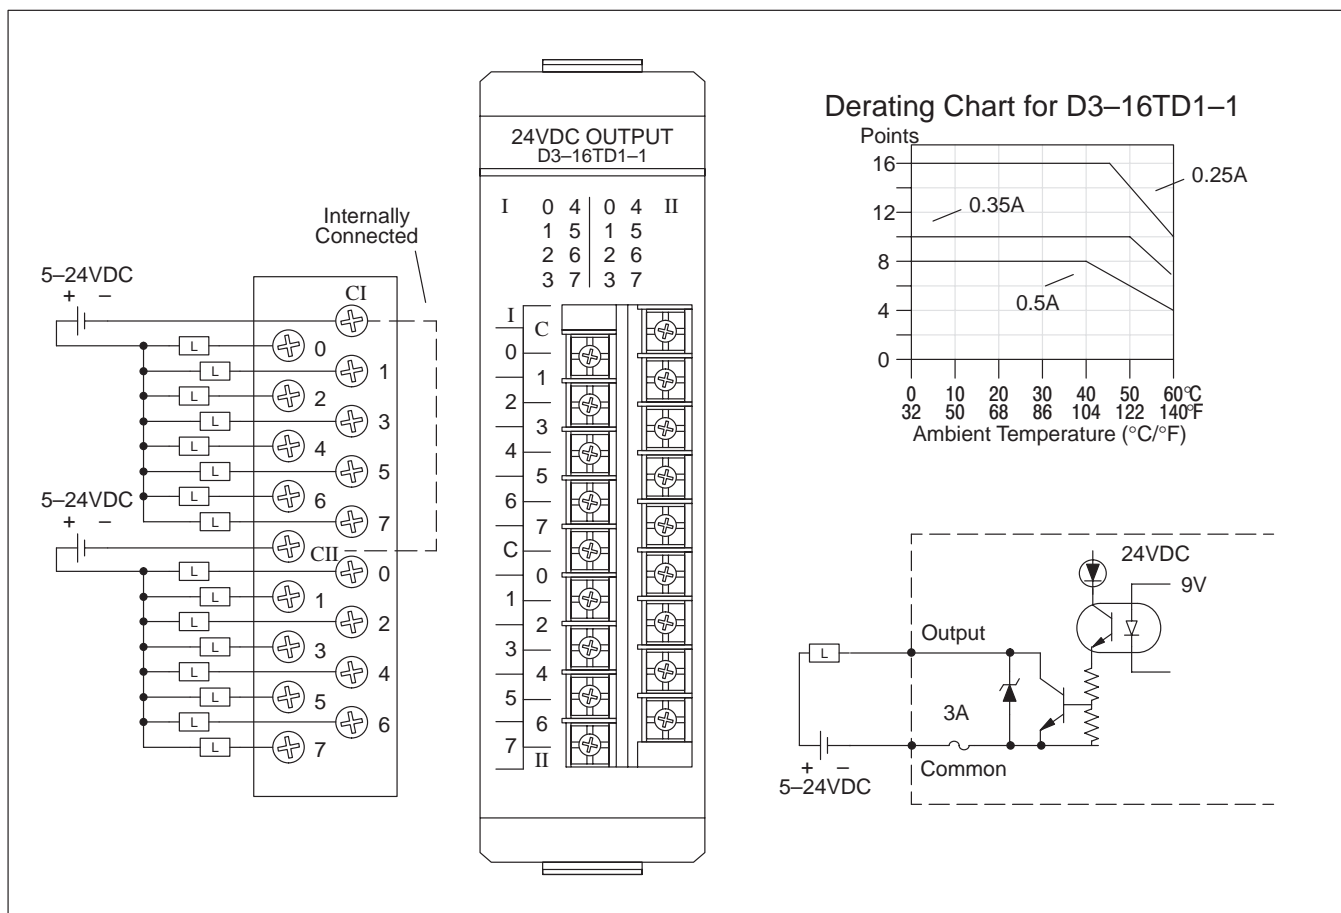 Internally
Connected
5–24VDC
+ –
CI
L
0
L
1
L
2
L
3
L
4
L
5
L
6
L
7
5–24VDC
+ –
CII
L
0
L
1
L
2
L
3
L
4
L
5
L
6
L
7
24VDC OUTPUT
D3–16TD1–1
I 0 4 0 4 II
1 5 1 5
2 6 2 6
3 7 3 7
I
C
0
1
2
3
4
5
6
7
C
0
1
2
3
4
5
6
7
II
Derating Chart for D3–16TD1–1
Points
16
12
8
4
0
0.25A
0.35A
0.5A
0 10 20 30 40 50 60°C
32 50 68 86 104 122 140°F
Ambient Temperature (°C/°F)
24VDC
9V
Output
L
3A
+ –
Common
5–24VDC